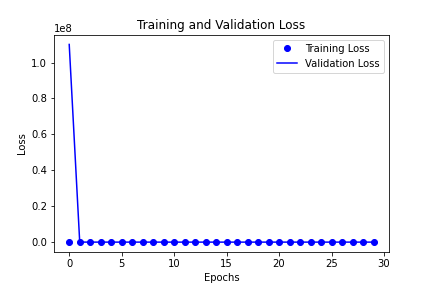 Training and Validation Loss
1e8
Training Loss
Validation Loss
1.0
0.8
0.6
0.4
0.2
0.0
Loss
0 5 10 15 20 25 30
Epochs